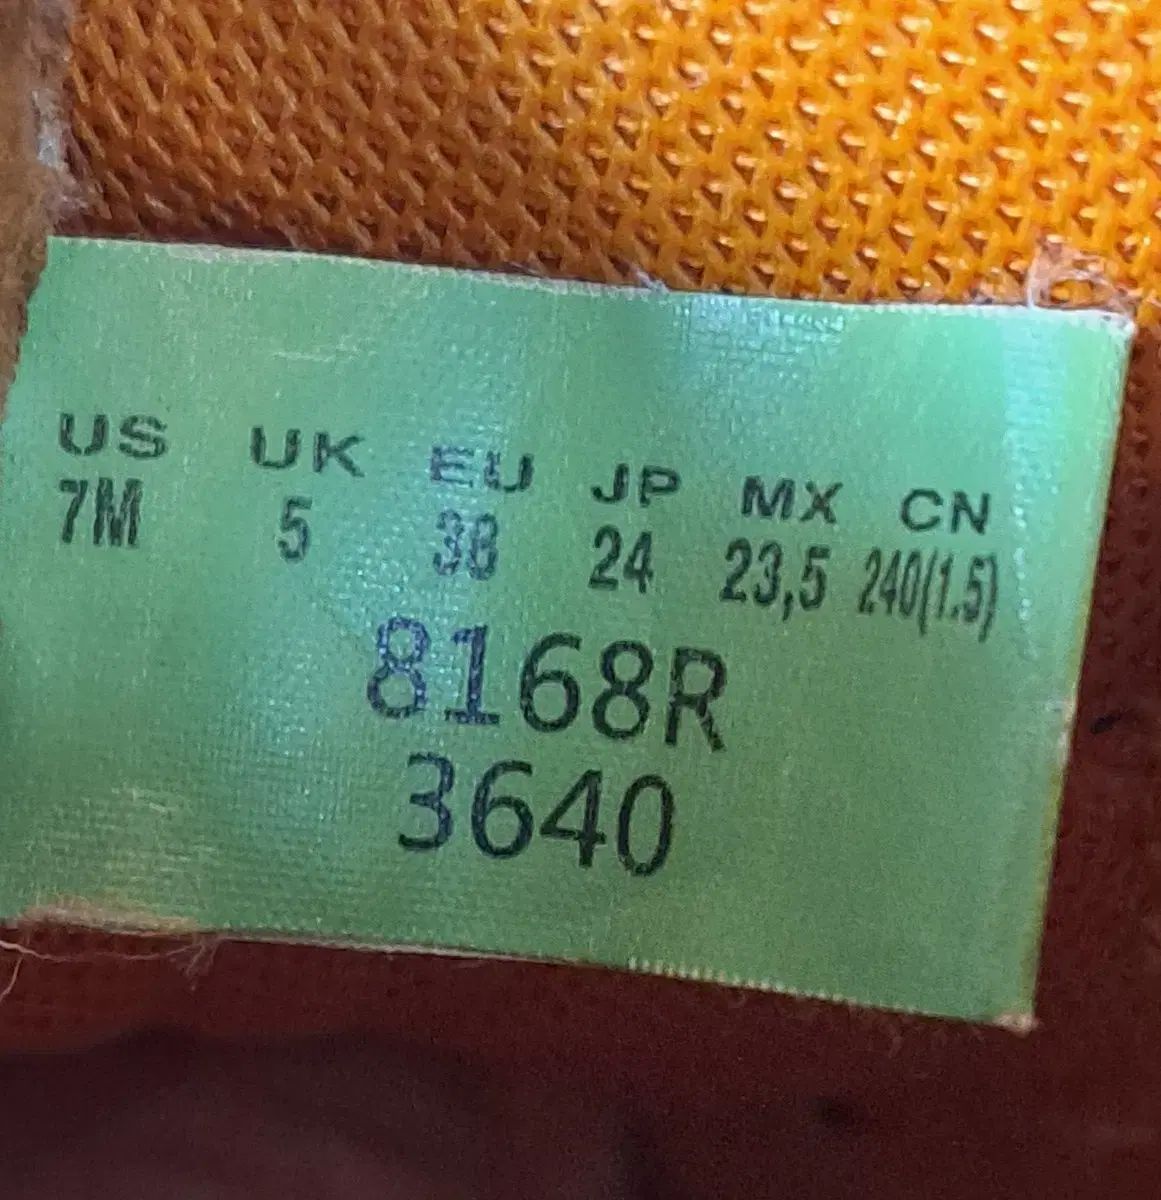 US UK EU JP MX CN
7M 5 38 24 23,5 240(1.5)
8168R
3640